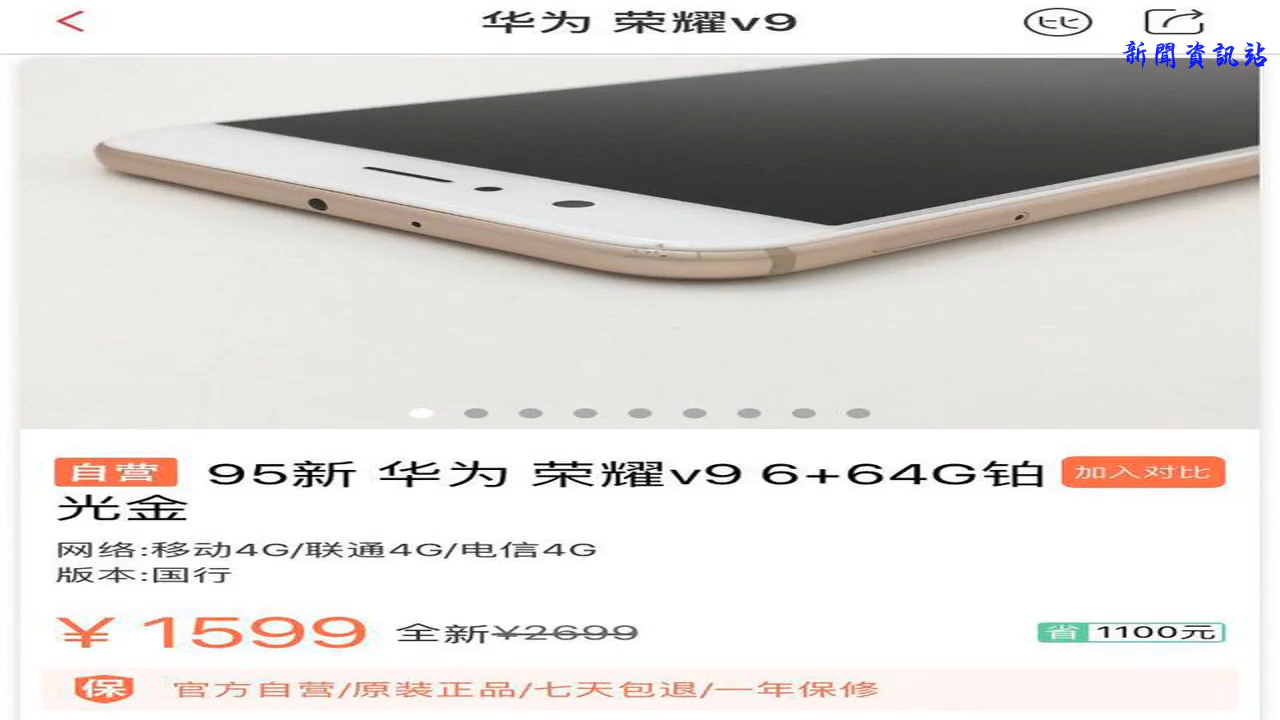 华为 荣耀v9
比比
新聞資訊站
自营 95新 华为 荣耀v9 6+64G铂 加入对比
光金
网络:移动4G/联通4G/电信4G
版本:国行
￥1599 全新¥2699 省 1100元
保 官方自营/原装正品/七天包退/一年保修